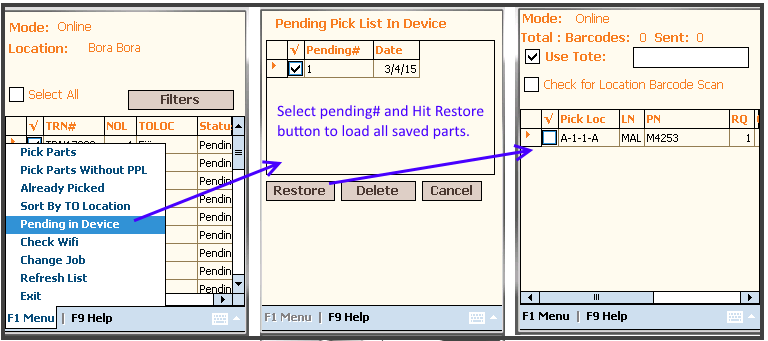 Mode: Online
Location: Bora Bora
Select All
Filters
√ TRN# NOL TOLOC Statu
Pendin
Pick Parts
Pick Parts Without PPL
Pendin
Already Picked
Pendin
Sort By TO Location
Pendin
Pending in Device
Pendin
Check Wifi
Pendin
Change Job
Pendin
Refresh List
Pendin
Exit
F1 Menu | F9 Help
Pending Pick List In Device
√ Pending# Date
1 3/4/15
Select pending# and Hit Restore
button to load all saved parts.
Restore Delete Cancel
F1 Menu | F9 Help
Mode: Online
Total : Barcodes: 0 Sent: 0
Use Tote:
Check for Location Barcode Scan
√ Pick Loc LN PN RQ
A-1-1-A MAL M4253 1
F1 Menu | F9 Help